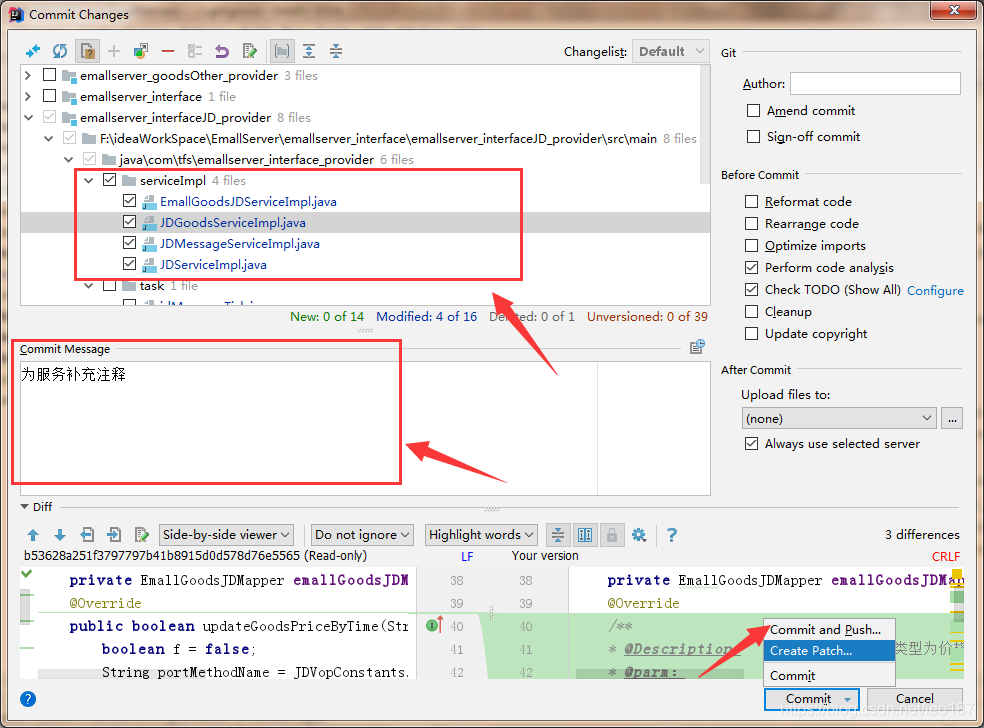 Commit Changes
Changelist: Default
emallserver_goodsOther_provider 3 files
emallserver_interface 1 file
emallserver_interfaceJD_provider 8 files
F:\ideaWorkSpace\EmallServer\emallserver_interface\emallserver_interfaceJD_provider\src\main 8 files
java\com\tfs\emallserver_interface_provider 6 files
serviceImpl 4 files
EmallGoodsJDServiceImpl.java
JDGoodsServiceImpl.java
JDMessageServiceImpl.java
JDServiceImpl.java
task 1 file
New: 0 of 14 Modified: 4 of 16 Deleted: 0 of 1 Unversioned: 0 of 39
Commit Message
为服务补充注释
Git
Author:
Amend commit
Sign-off commit
Before Commit
Reformat code
Rearrange code
Optimize imports
Perform code analysis
Check TODO (Show All) Configure
Cleanup
Update copyright
After Commit
Upload files to:
(none) ...
Always use selected server
Diff
Side-by-side viewer Do not ignore Highlight words ? 3 differences
b53628a251f3797797b41b8915d0d578d76e5565 (Read-only) LF Your version CRLF
private EmallGoodsJDMapper emallGoodsJDM 38 38 private EmallGoodsJDMapper emallGoodsJDMap
@Override 39 39 @Override
public boolean updateGoodsPriceByTime(Str 40 40 /**
boolean f = false; 41 41 * @Description 类型为价
String portMethodName = JDVopConstants. 42 42 * @parm:
Commit and Push...
Create Patch...
Commit
? Commit Cancel